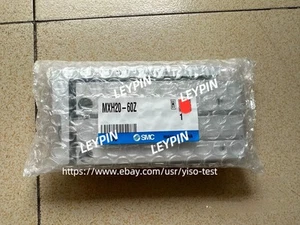 LEYPIN
MXH20-60Z
LEYPIN
1
SMC
LEYPIN
LEYPIN
https://www.ebay.com/usr/yiso-test